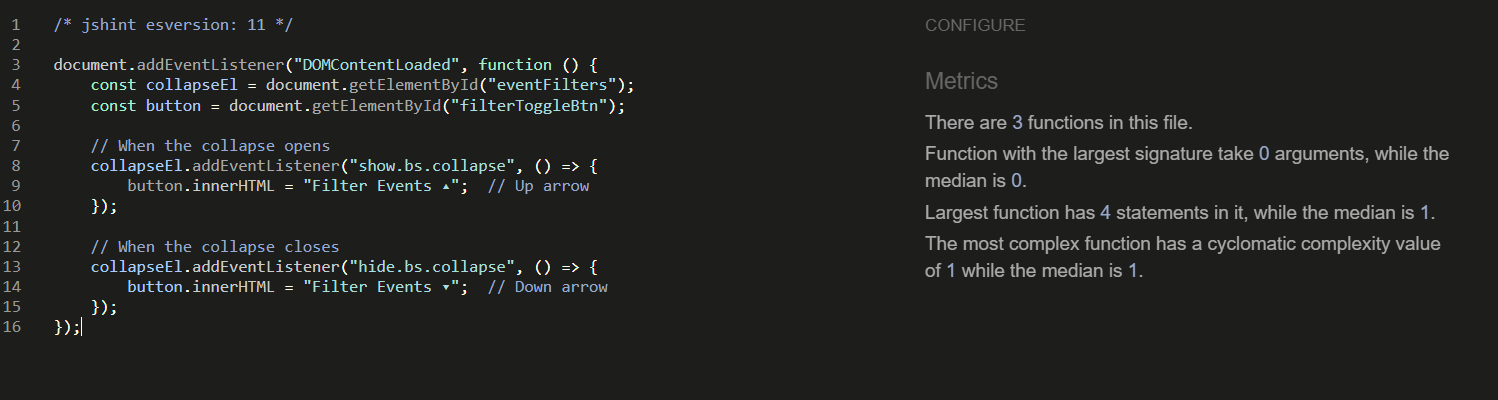 1 /* jshint esversion: 11 */
2
3 document.addEventListener("DOMContentLoaded", function () {
4     const collapseEl = document.getElementById("eventFilters");
5     const button = document.getElementById("filterToggleBtn");
6
7     // When the collapse opens
8     collapseEl.addEventListener("show.bs.collapse", () => {
9         button.innerHTML = "Filter Events ▴";  // Up arrow
10     });
11
12     // When the collapse closes
13     collapseEl.addEventListener("hide.bs.collapse", () => {
14         button.innerHTML = "Filter Events ▾";  // Down arrow
15     });
16 });
CONFIGURE
Metrics
There are 3 functions in this file.
Function with the largest signature take 0 arguments, while the
median is 0.
Largest function has 4 statements in it, while the median is 1.
The most complex function has a cyclomatic complexity value
of 1 while the median is 1.